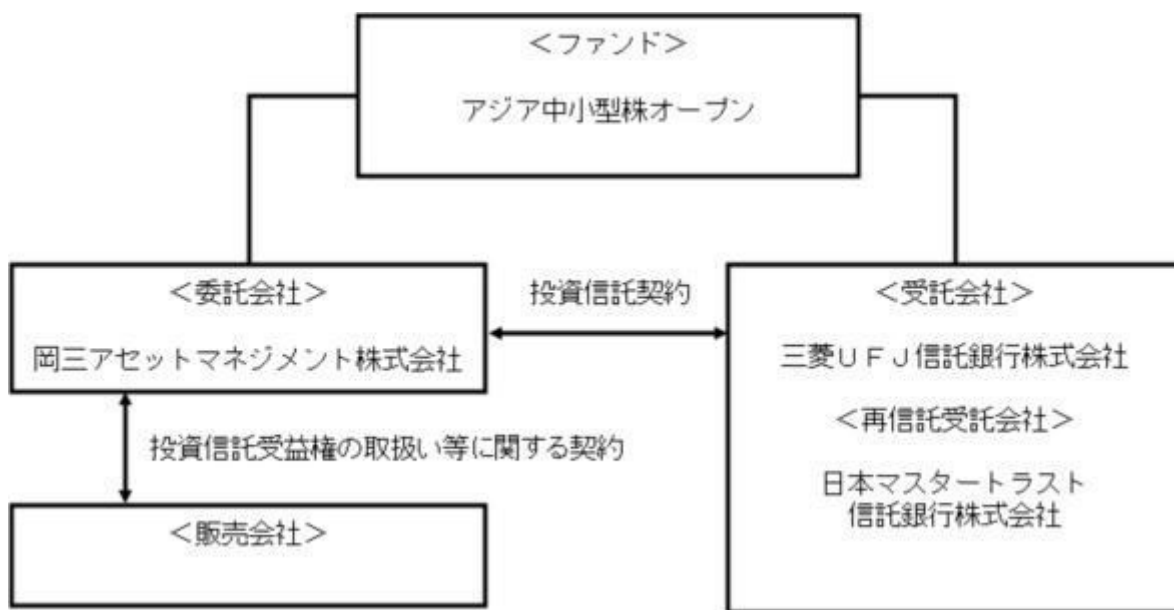 ＜ファンド＞
アジア中小型株オープン
＜委託会社＞
岡三アセットマネジメント株式会社
投資信託契約
＜受託会社＞
三菱ＵＦＪ信託銀行株式会社
＜再信託受託会社＞
日本マスタートラスト
信託銀行株式会社
投資信託受益権の取扱い等に関する契約
＜販売会社＞